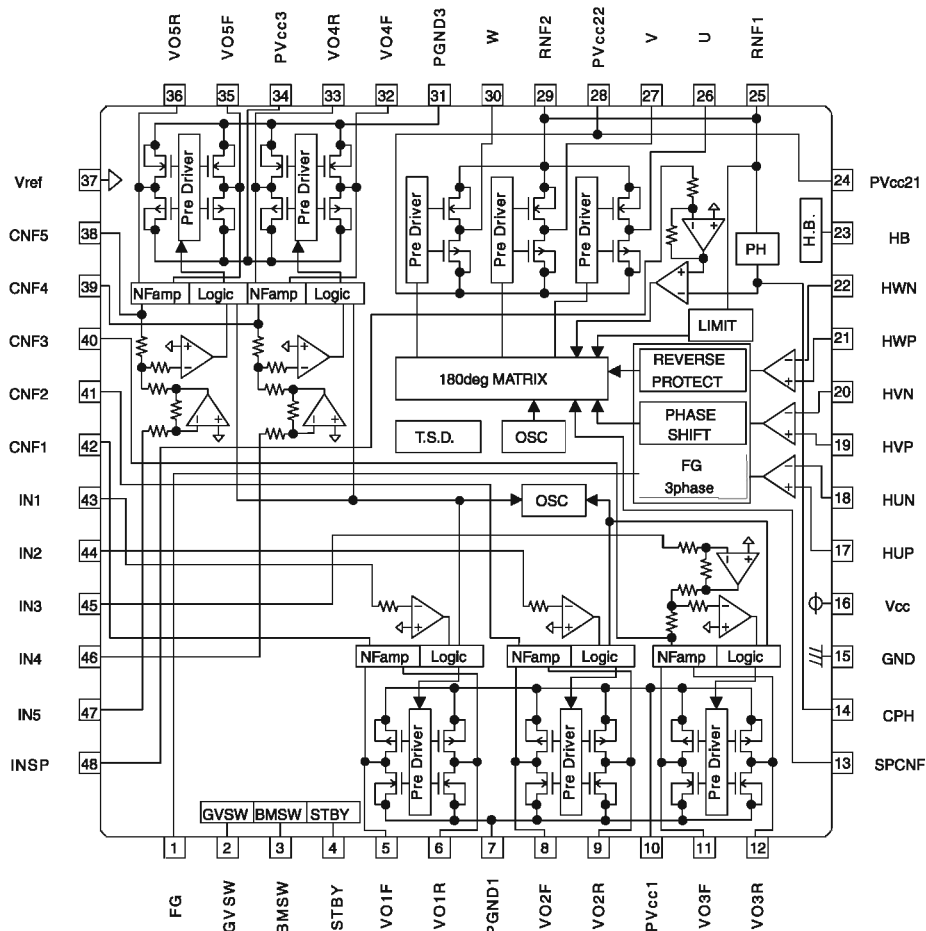 VO5R
VO5F
PVcc3
VO4R
VO4F
PGND3
W
RNF2
PVcc22
V
U
RNF1
36
35
34
33
32
31
30
29
28
27
26
25
Vref
37
CNF5
38
CNF4
39
CNF3
40
CNF2
41
CNF1
42
IN1
43
IN2
44
IN3
45
IN4
46
IN5
47
INSP
48
24
PVcc21
23
HB
22
HWN
21
HWP
20
HVN
19
HVP
18
HUN
17
HUP
16
Vcc
15
GND
14
CPH
13
SPCNF
Pre Driver
Pre Driver
Pre Driver
Pre Driver
Pre Driver
H.B.
PH
NFamp
Logic
NFamp
Logic
LIMIT
180deg MATRIX
REVERSE
PROTECT
PHASE
SHIFT
FG
3phase
T.S.D.
OSC
OSC
NFamp
Logic
NFamp
Logic
NFamp
Logic
Pre Driver
Pre Driver
Pre Driver
GVSW
BMSW
STBY
1
2
3
4
5
6
7
8
9
10
11
12
FG
GVSW
BMSW
STBY
VO1F
VO1R
PGND1
VO2F
VO2R
PVcc1
VO3F
VO3R